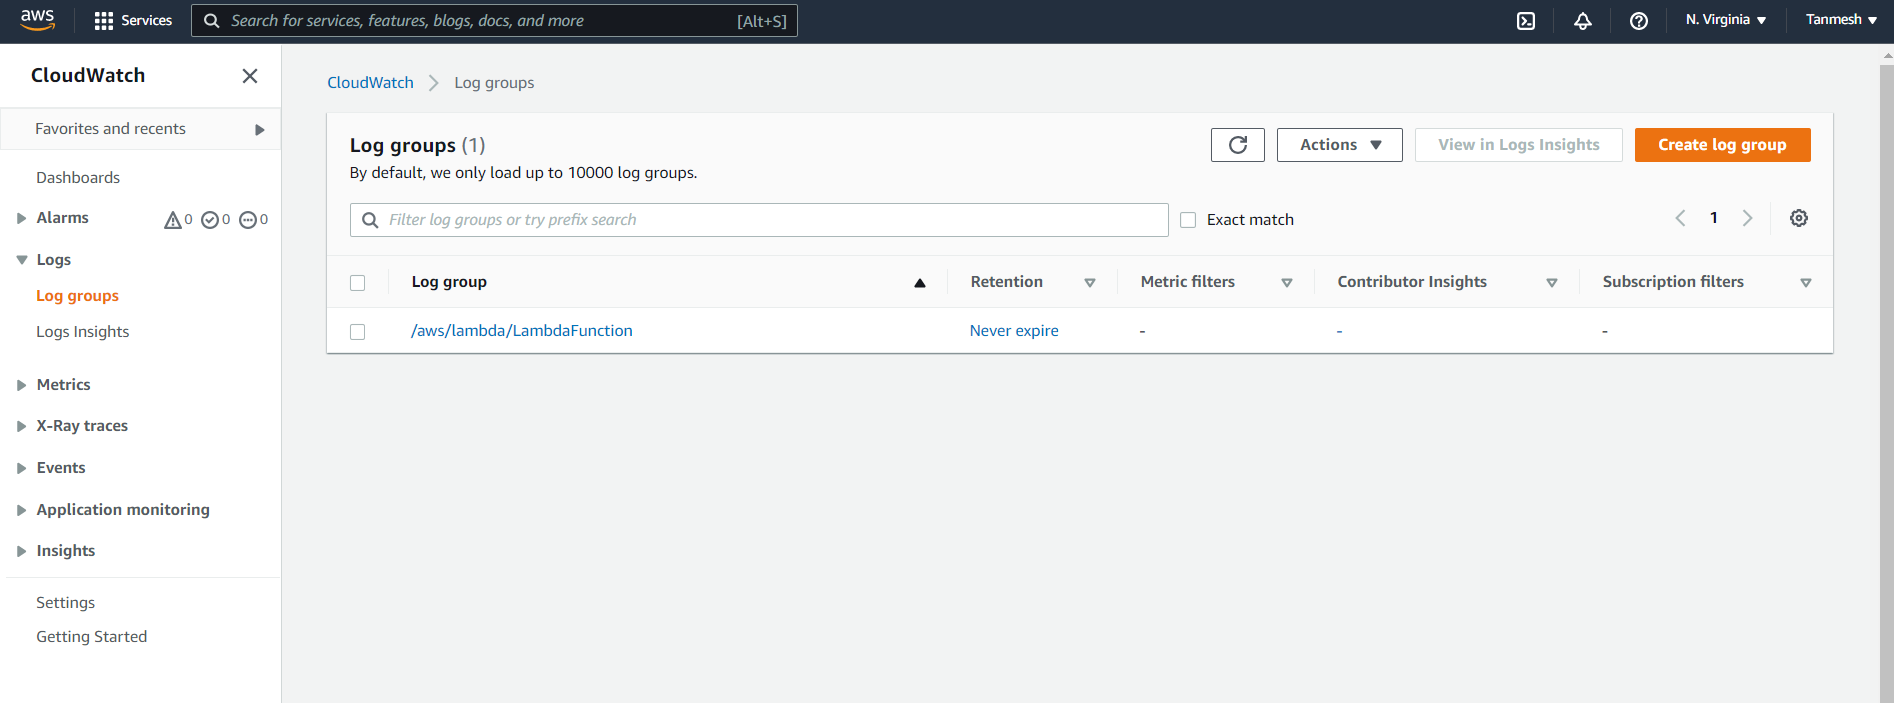 aws
Services
Search for services, features, blogs, docs, and more [Alt+S]
N. Virginia
Tanmesh
CloudWatch
Favorites and recents
Dashboards
Alarms 0 0 0
Logs
Log groups
Logs Insights
Metrics
X-Ray traces
Events
Application monitoring
Insights
Settings
Getting Started
CloudWatch Log groups
Log groups (1)
By default, we only load up to 10000 log groups.
Actions
View in Logs Insights
Create log group
Filter log groups or try prefix search
Exact match
1
Log group Retention Metric filters Contributor Insights Subscription filters
/aws/lambda/LambdaFunction Never expire - - -